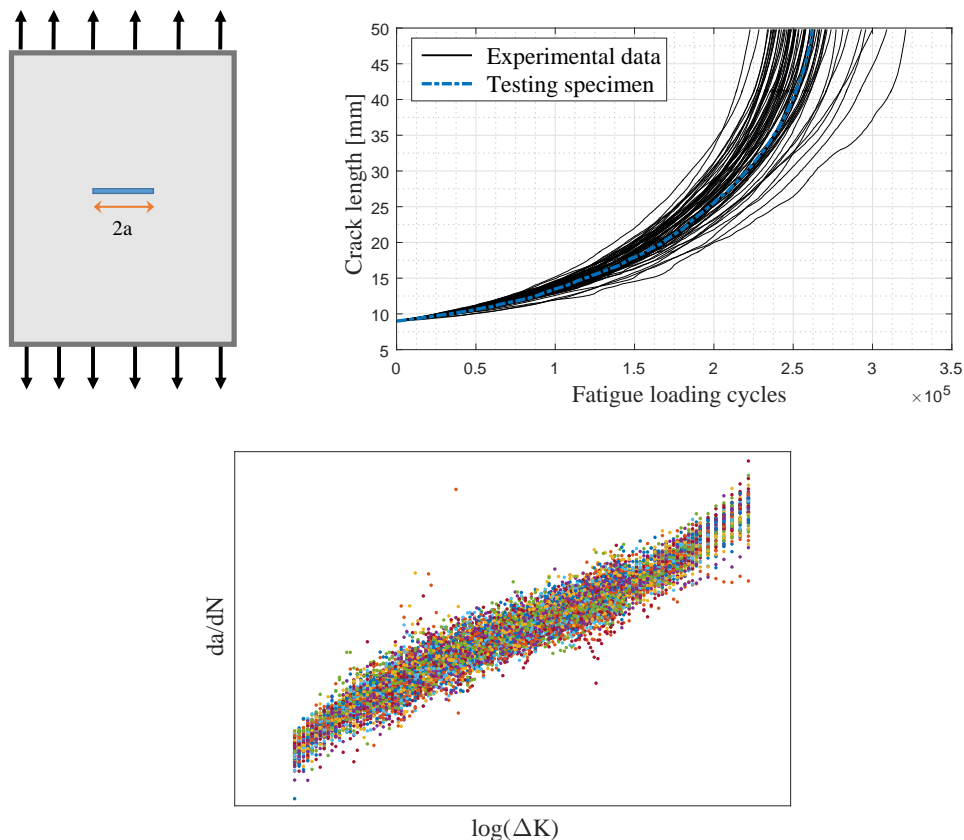 2a
Experimental data
Testing specimen
Crack length [mm]
50
45
40
35
30
25
20
15
10
5
0 0.5 1 1.5 2 2.5 3 3.5
Fatigue loading cycles
×10^5
da/dN
log(ΔK)